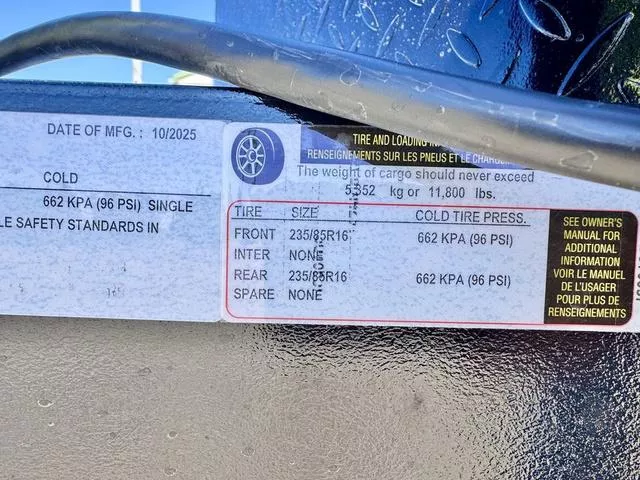 DATE OF MFG. : 10/2025
COLD
662 KPA (96 PSI) SINGLE
LE SAFETY STANDARDS IN
TIRE AND LOADING
RENSEIGNEMENTS SUR LES PNEUS ET LE
The weight of cargo should never exceed
5,352 kg or 11,800 lbs.
TIRE SIZE COLD TIRE PRESS.
FRONT 235/85R16 662 KPA (96 PSI)
INTER NONE
REAR 235/85R16 662 KPA (96 PSI)
SPARE NONE
SEE OWNER'S
MANUAL FOR
ADDITIONAL
INFORMATION
VOIR LE MANUEL
DE L'USAGER
POUR PLUS DE
RENSEIGNEMENTS